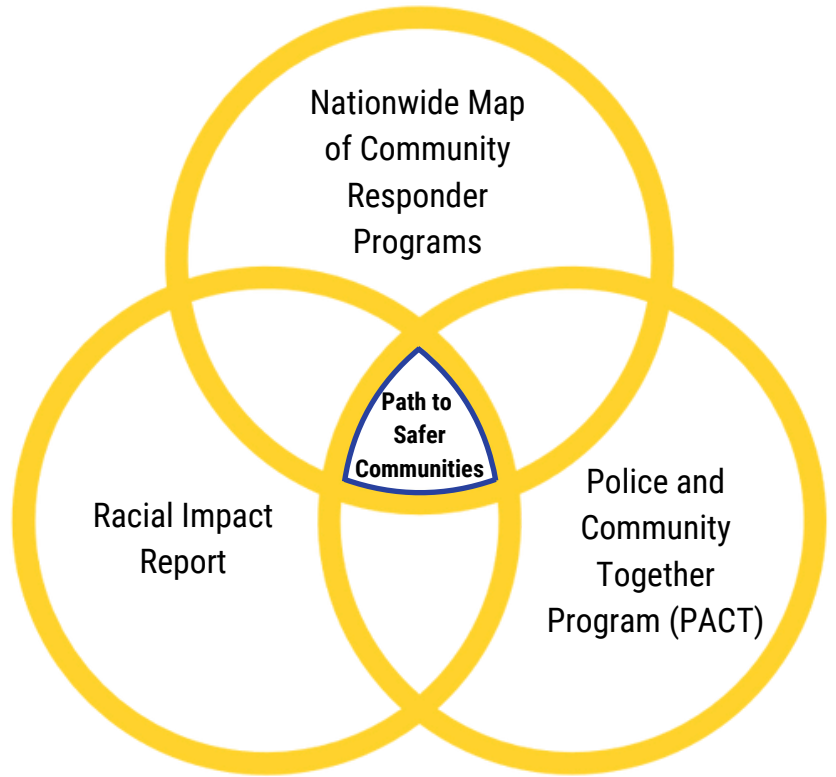 Nationwide Map
of Community
Responder
Programs
Path to
Safer
Communities
Racial Impact
Report
Police and
Community
Together
Program (PACT)